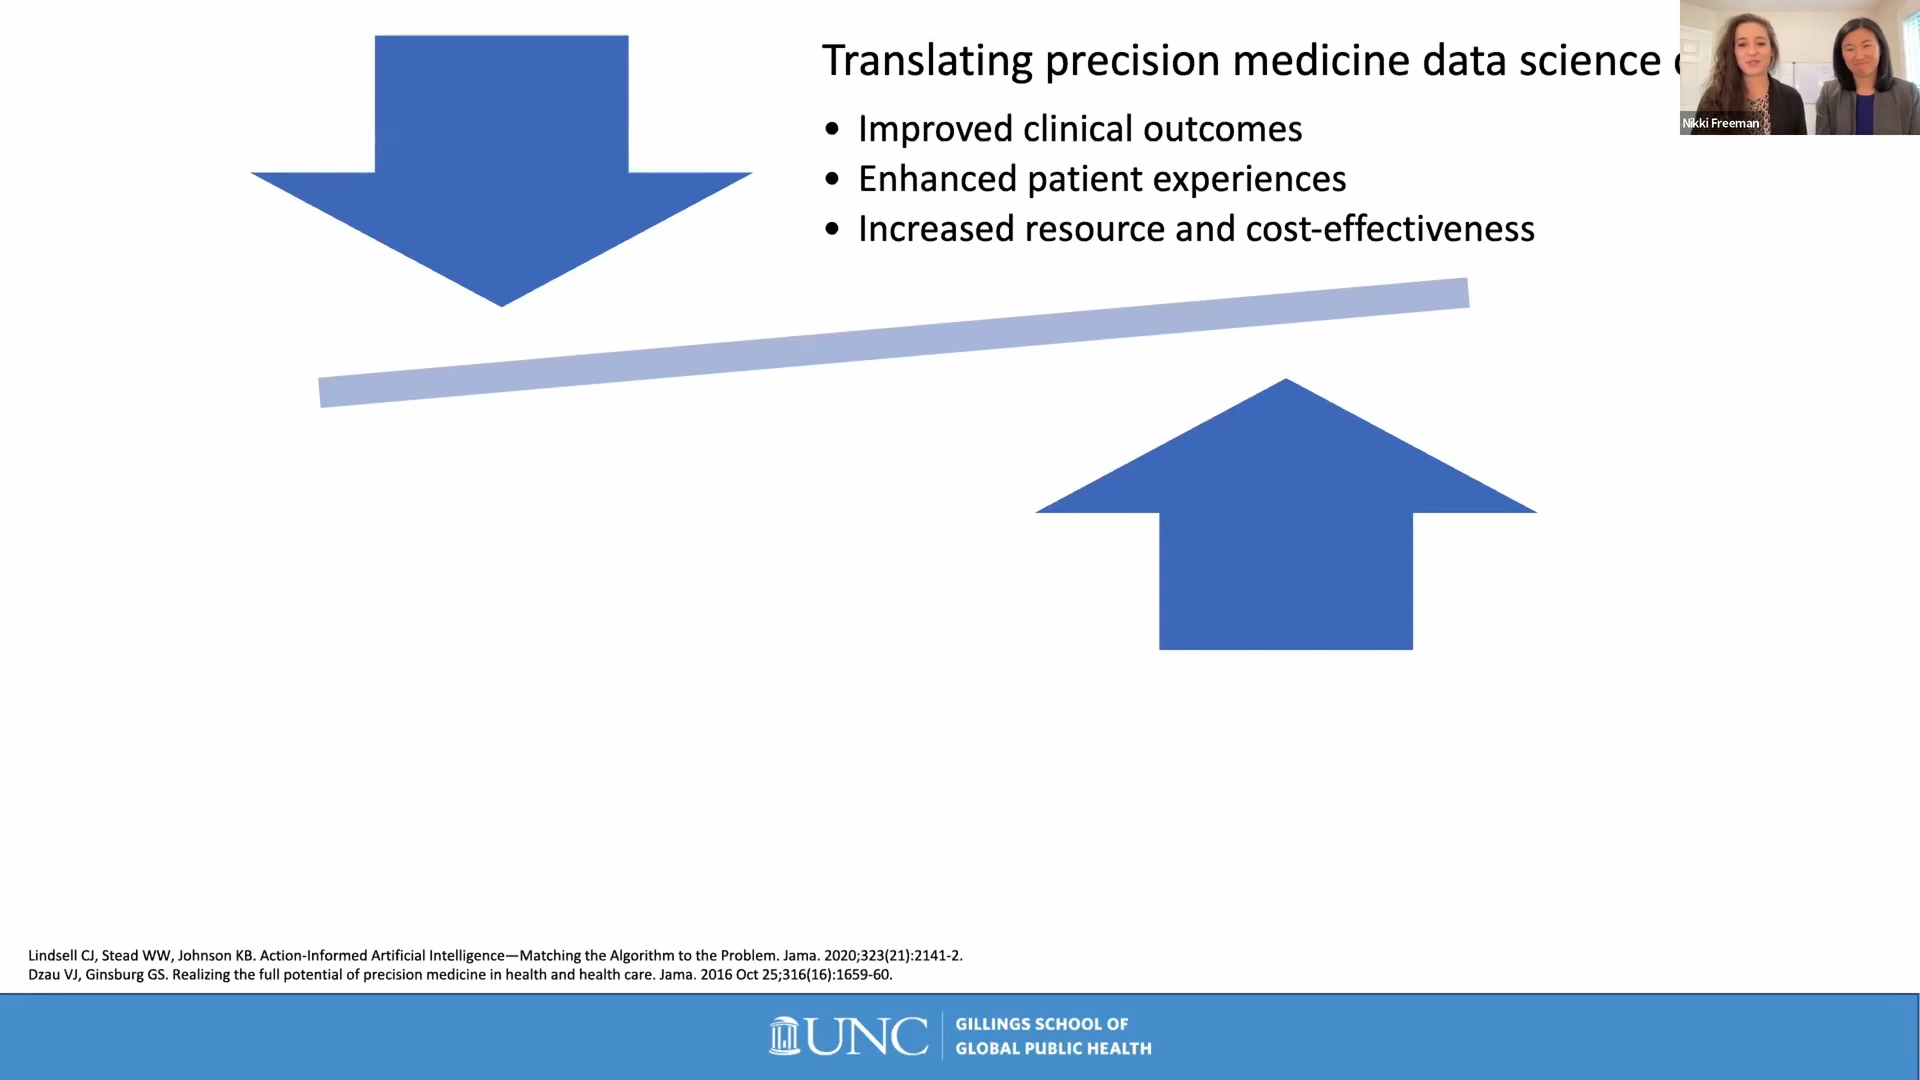 Translating precision medicine data science
• Improved clinical outcomes
• Enhanced patient experiences
• Increased resource and cost-effectiveness
Nikki Freeman
Lindsell CJ, Stead WW, Johnson KB. Action-Informed Artificial Intelligence—Matching the Algorithm to the Problem. Jama. 2020;323(21):2141-2.
Dzau VJ, Ginsburg GS. Realizing the full potential of precision medicine in health and health care. Jama. 2016 Oct 25;316(16):1659-60.
UNC
GILLINGS SCHOOL OF
GLOBAL PUBLIC HEALTH